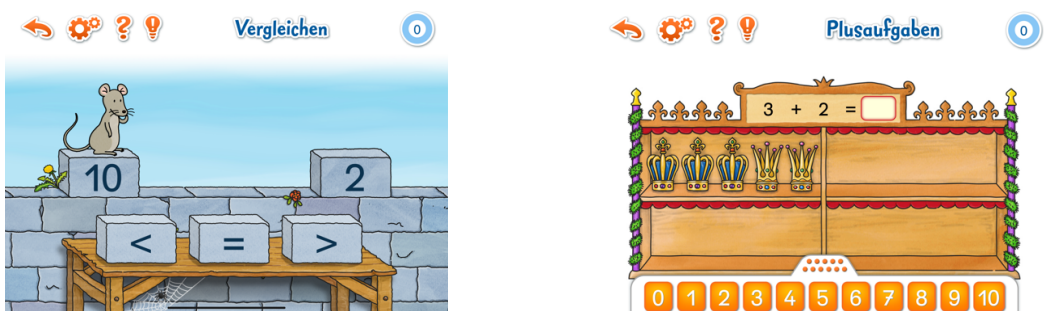 Vergleichen
0
10 2
< = >
Plusaufgaben
0
3 + 2 =
0 1 2 3 4 5 6 7 8 9 10